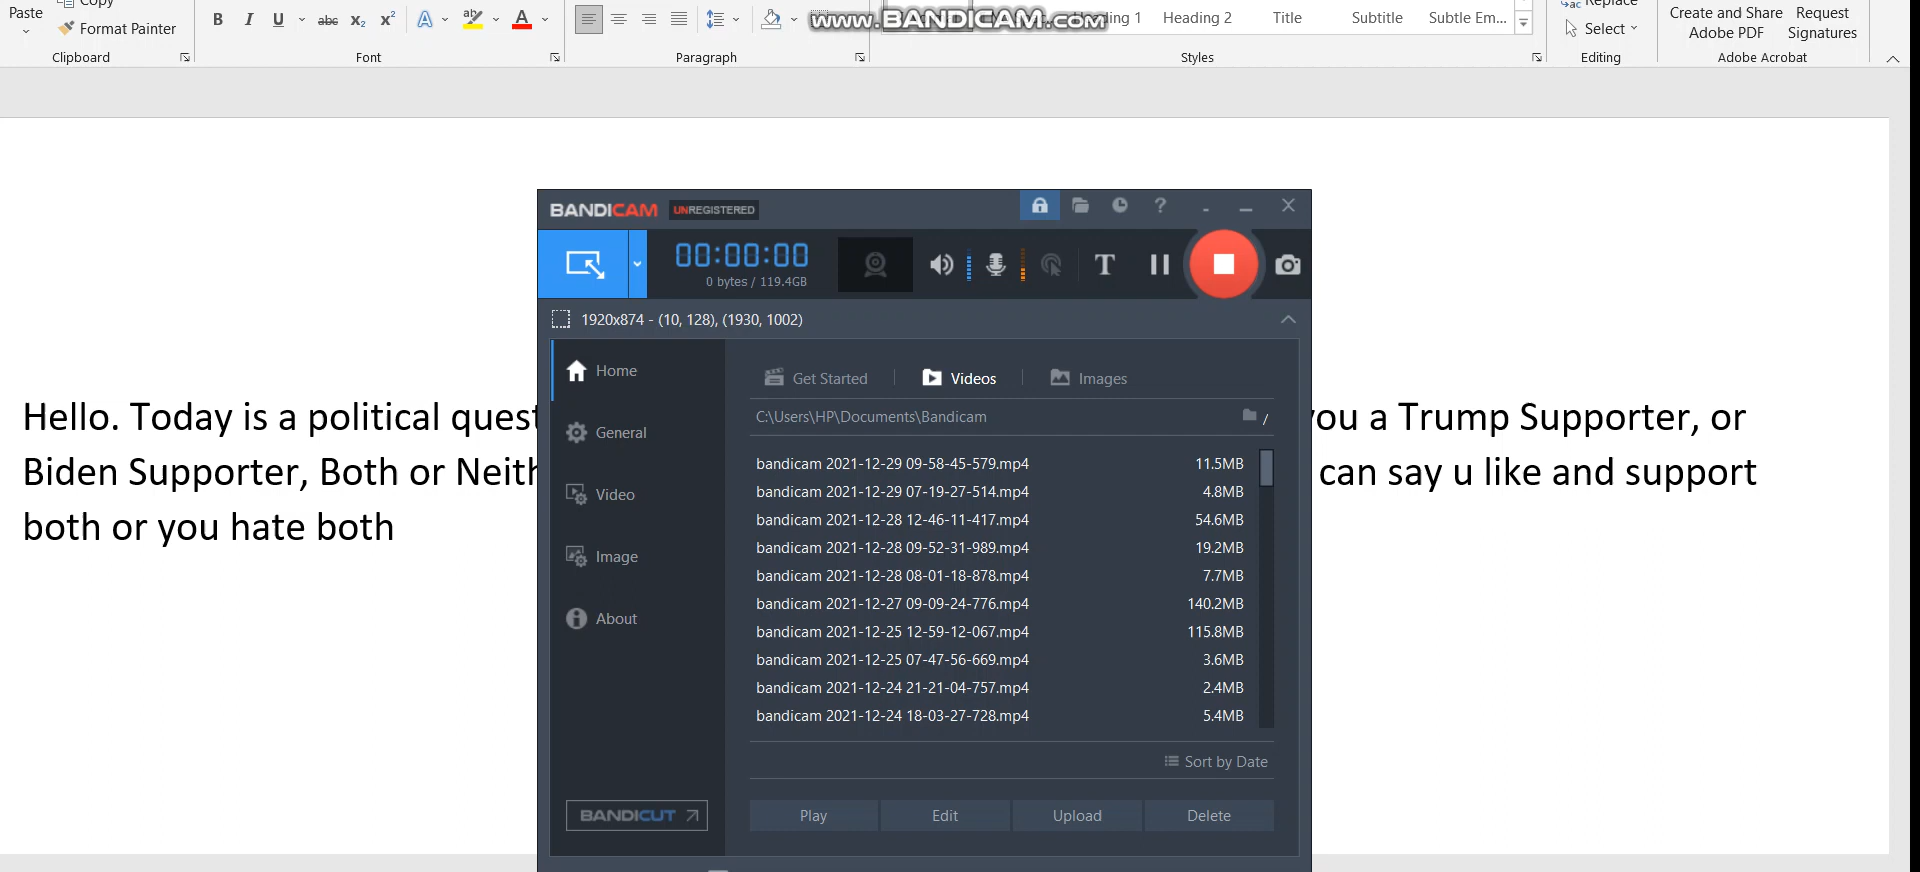 Paste
Copy
Format Painter
Clipboard
B I U abc x₂ x² A A
Font
Paragraph
www.BANDICAM.com
Heading 1
Heading 2
Title
Subtitle
Subtle Em...
Styles
Replace
Select
Editing
Create and Share
Adobe PDF
Request
Signatures
Adobe Acrobat
BANDICAM UNREGISTERED
?
00:00:00
0 bytes / 119.4GB
T
1920x874 - (10, 128), (1930, 1002)
Home
General
Video
Image
About
BANDICUT
Get Started
Videos
Images
C:\Users\HP\Documents\Bandicam /
bandicam 2021-12-29 09-58-45-579.mp4 11.5MB
bandicam 2021-12-29 07-19-27-514.mp4 4.8MB
bandicam 2021-12-28 12-46-11-417.mp4 54.6MB
bandicam 2021-12-28 09-52-31-989.mp4 19.2MB
bandicam 2021-12-28 08-01-18-878.mp4 7.7MB
bandicam 2021-12-27 09-09-24-776.mp4 140.2MB
bandicam 2021-12-25 12-59-12-067.mp4 115.8MB
bandicam 2021-12-25 07-47-56-669.mp4 3.6MB
bandicam 2021-12-24 21-21-04-757.mp4 2.4MB
bandicam 2021-12-24 18-03-27-728.mp4 5.4MB
Sort by Date
Play
Edit
Upload
Delete
Hello. Today is a political quest you a Trump Supporter, or
Biden Supporter, Both or Neith can say u like and support
both or you hate both